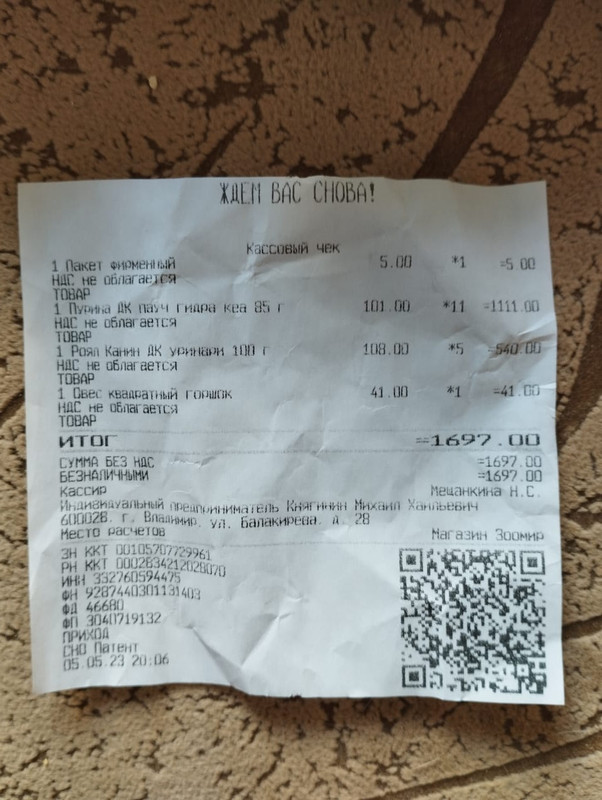 ЖДЕМ ВАС СНОВА!
Кассовый чек
1 Пакет фирменный 5.00 *1 =5.00
НДС не облагается
ТОВАР
1 Пурина ДК пауч гидра кеа 85 г 101.00 *11 =1111.00
НДС не облагается
ТОВАР
1 Роял Канин ДК уринари 100 г 108.00 *5 =540.00
НДС не облагается
ТОВАР
1 Овес квадратный горшок 41.00 *1 =41.00
НДС не облагается
ТОВАР
ИТОГ =1697.00
СУММА БЕЗ НДС =1697.00
БЕЗНАЛИЧНЫМИ =1697.00
Кассир Мещанкина Н.С.
Индивидуальный предприниматель Княгинин Михаил Хаильевич
600028. г. Владимир. ул. Балакирева. д. 28
Место расчетов Магазин Зоомир
ЗН ККТ 00105707729961
РН ККТ 0002834212028070
ИНН 332760594475
ФН 9287440301131403
ФД 46680
ФП 3040719132
ПРИХОД
СНО Патент
05.05.23 20:06